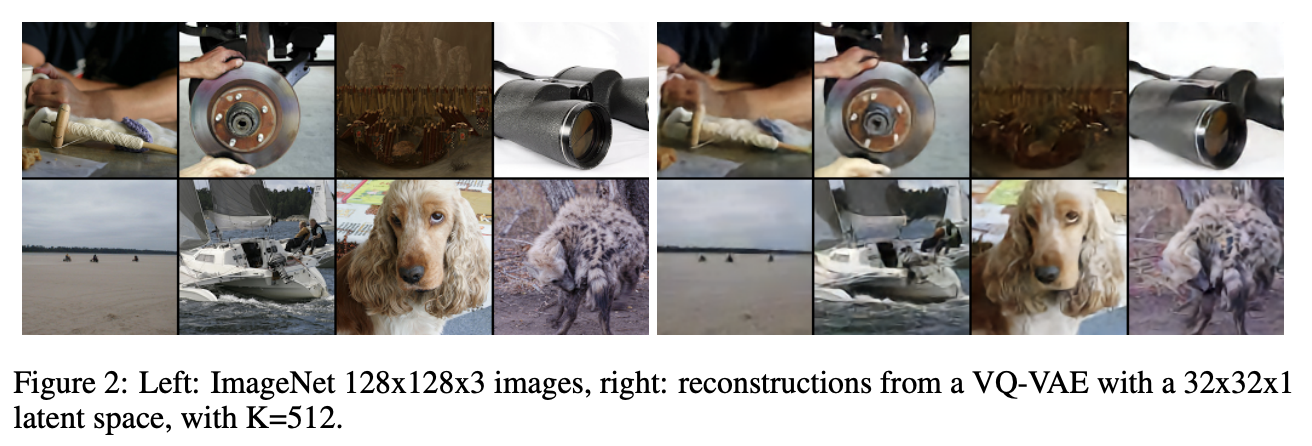 Figure 2: Left: ImageNet 128x128x3 images, right: reconstructions from a VQ-VAE with a 32x32x1
latent space, with K=512.